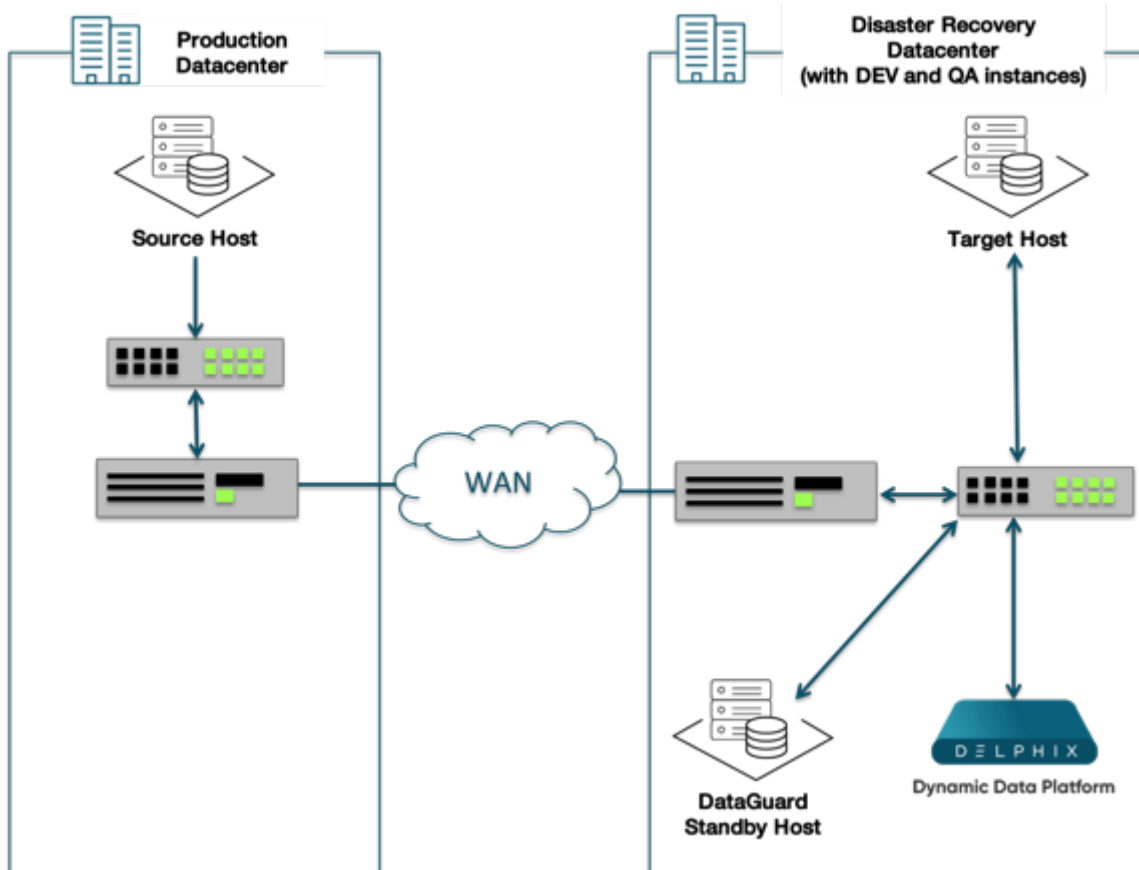 Production
Datacenter
Disaster Recovery
Datacenter
(with DEV and QA instances)
Source Host
Target Host
WAN
DELPHIX
Dynamic Data Platform
DataGuard
Standby Host